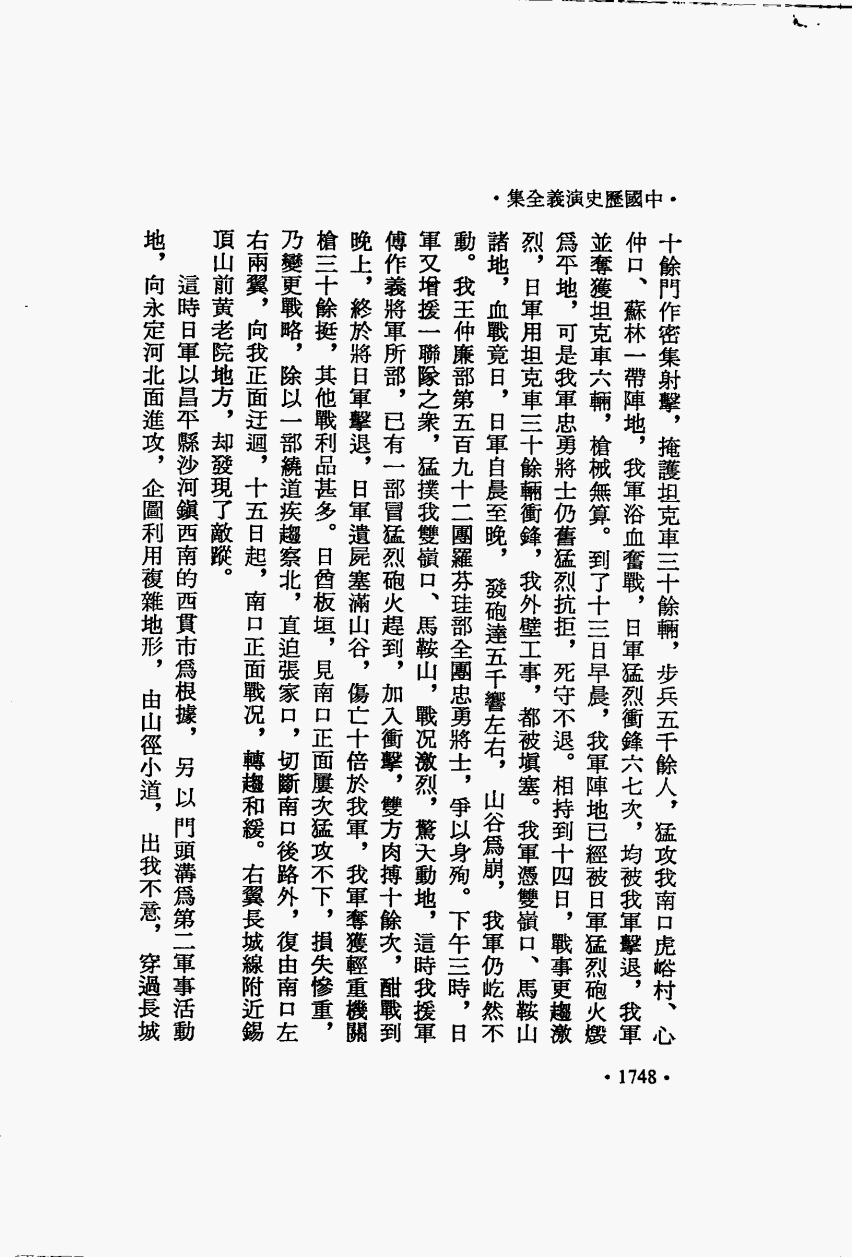 ·中國歷史演義全集·
十餘門作密集射擊，掩護坦克車三十餘輛，步兵五千餘人，猛攻我南口虎峪村、心
仲口、蘇林一帶陣地，我軍浴血奮戰，日軍猛烈衝鋒六七次，均被我軍擊退，我軍
並奪獲坦克車六輛，槍械無算。到了十三日早晨，我軍陣地已經被日軍猛烈砲火燬
爲平地，可是我軍忠勇將士仍舊猛烈抗拒，死守不退。相持到十四日，戰事更趨激
烈，日軍用坦克車三十餘輛衝鋒，我外壁工事，都被塡塞。我軍憑雙嶺口、馬鞍山
諸地，血戰竟日，日軍自晨至晚，發砲達五千響左右，山谷爲崩，我軍仍屹然不
動。我王仲廉部第五百九十二團羅芬珪部全團忠勇將士，爭以身殉。下午三時，日
軍又增援一聯隊之衆，猛撲我雙嶺口、馬鞍山，戰況激烈，驚天動地，這時我援軍
傅作義將軍所部，已有一部冒猛烈砲火趕到，加入衝擊，雙方肉搏十餘次，酣戰到
晚上，終於將日軍擊退，日軍遺屍塞滿山谷，傷亡十倍於我軍，我軍奪獲輕重機關
槍三十餘挺，其他戰利品甚多。日酋板垣，見南口正面屢次猛攻不下，損失慘重，
乃變更戰略，除以一部繞道疾趨察北，直迫張家口，切斷南口後路外，復由南口左
右兩翼，向我正面迂迴，十五日起，南口正面戰況，轉趨和緩。右翼長城線附近錫
頂山前黃老院地方，却發現了敵蹤。
這時日軍以昌平縣沙河鎭西南的西貫市爲根據，另以門頭溝爲第二軍事活動
地，向永定河北面進攻，企圖利用複雜地形，由山徑小道，出我不意，穿過長城
·1748·